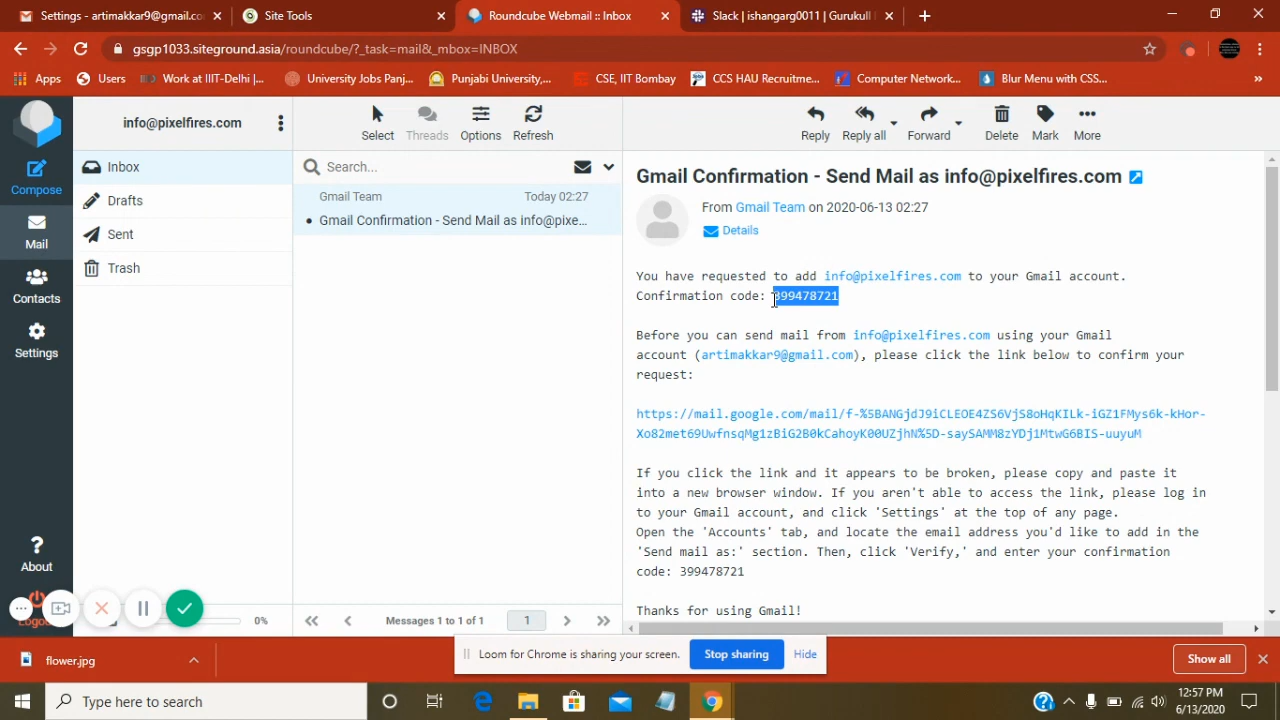 Settings - artimakkar9@gmail.co
Site Tools
Roundcube Webmail :: Inbox
Slack | ishangarg0011 | Gurukull
gsgp1033.siteground.asia/roundcube/?_task=mail&_mbox=INBOX
Apps
Users
Work at IIIT-Delhi |...
University Jobs Panj...
Punjabi University,...
CSE, IIT Bombay
CCS HAU Recruitme...
Computer Network...
Blur Menu with CSS...
info@pixelfires.com
Select
Threads
Options
Refresh
Reply
Reply all
Forward
Delete
Mark
More
Compose
Mail
Contacts
Settings
About
Logout
Inbox
Drafts
Sent
Trash
0%
Search...
Gmail Team
Today 02:27
Gmail Confirmation - Send Mail as info@pixe...
Messages 1 to 1 of 1
1
Gmail Confirmation - Send Mail as info@pixelfires.com
From Gmail Team on 2020-06-13 02:27
Details
You have requested to add info@pixelfires.com to your Gmail account.
Confirmation code: 399478721
Before you can send mail from info@pixelfires.com using your Gmail
account (artimakkar9@gmail.com), please click the link below to confirm your
request:
https://mail.google.com/mail/f-%5BANGjdJ9iCLEOE4ZS6VjS8oHqKILk-iGZ1FMys6k-kHor-
Xo82met69UwfnsqMg1zBiG2B0kCahoyK00UZjhN%5D-saySAMM8zYDj1MtwG6BIS-uuyuM
If you click the link and it appears to be broken, please copy and paste it
into a new browser window. If you aren't able to access the link, please log in
to your Gmail account, and click 'Settings' at the top of any page.
Open the 'Accounts' tab, and locate the email address you'd like to add in the
'Send mail as:' section. Then, click 'Verify,' and enter your confirmation
code: 399478721
Thanks for using Gmail!
Loom for Chrome is sharing your screen.
Stop sharing
Hide
flower.jpg
Show all
Type here to search
12:57 PM
6/13/2020